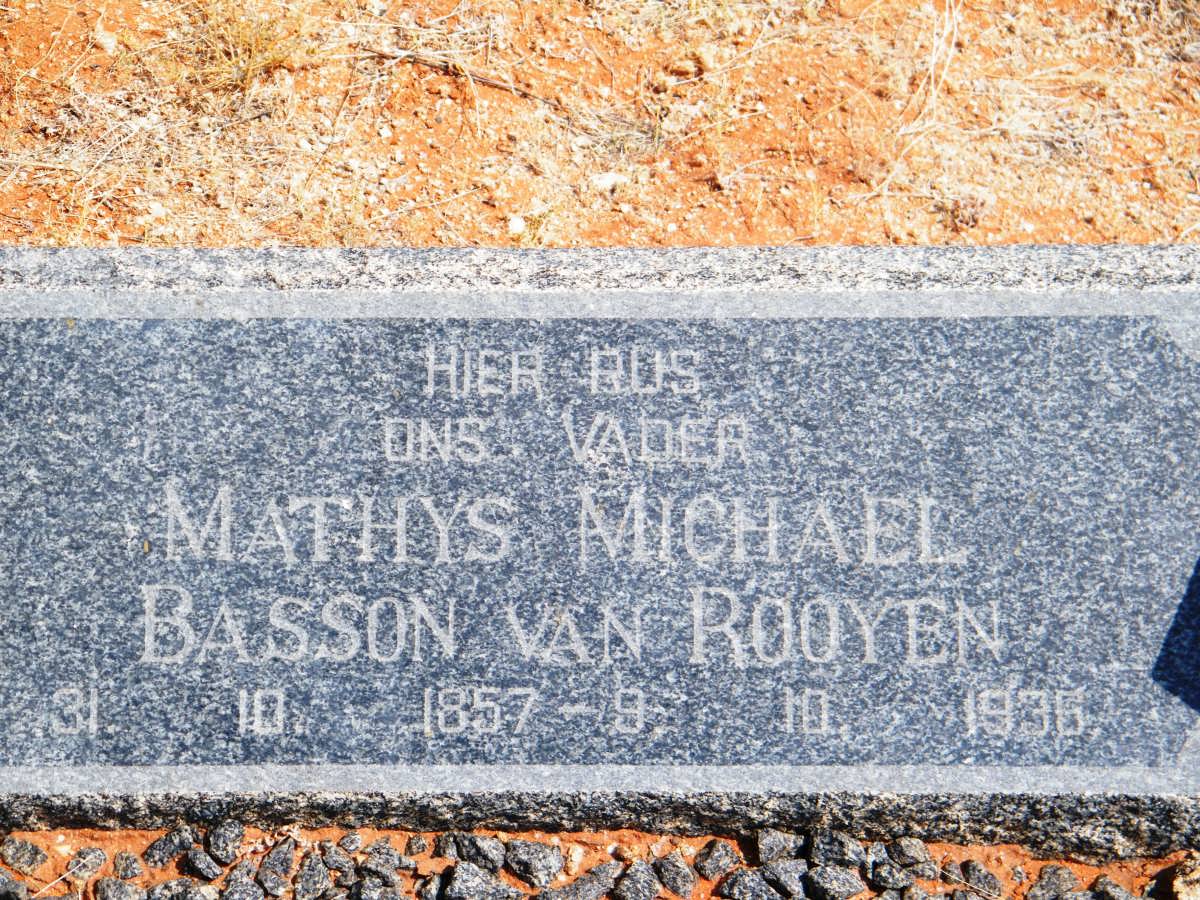 HIER RUS
ONS VADER
MATHYS MICHAEL
BASSON VAN ROOYEN
31. 10. 1857 - 9. 10. 1936.